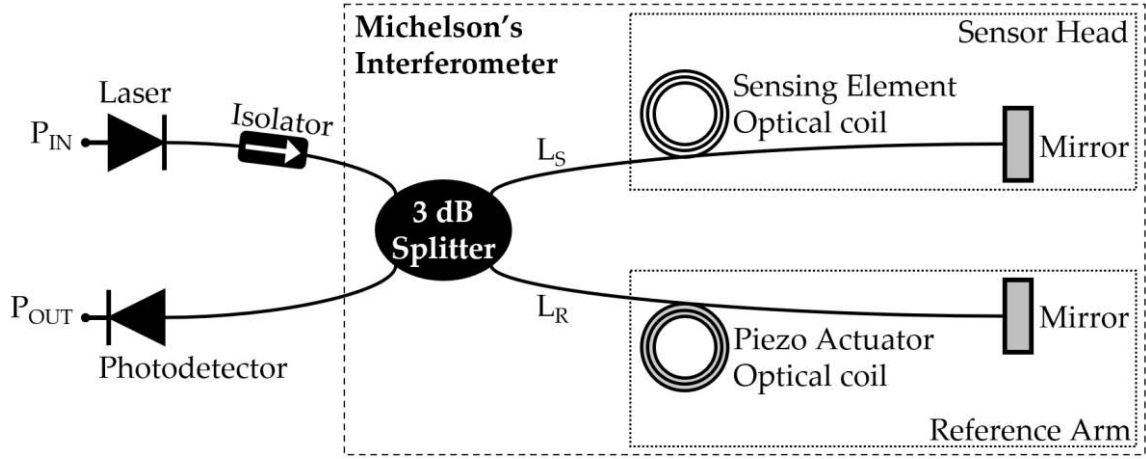 Michelson's
Interferometer
Sensor Head
Laser
Isolator
P_IN
Sensing Element
Optical coil
L_S
Mirror
3 dB
Splitter
P_OUT
Photodetector
L_R
Piezo Actuator
Optical coil
Mirror
Reference Arm